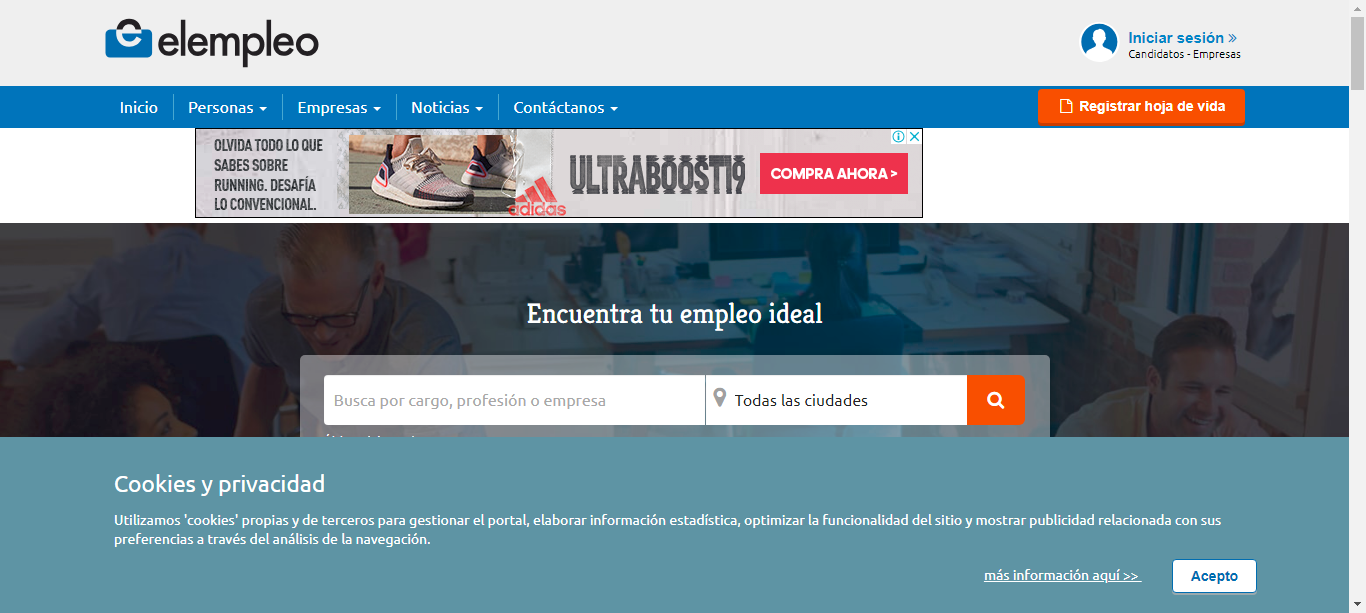 elempleo
Iniciar sesión »
Candidatos - Empresas
Inicio
Personas
Empresas
Noticias
Contáctanos
Registrar hoja de vida
OLVIDA TODO LO QUE
SABES SOBRE
RUNNING. DESAFÍA
LO CONVENCIONAL.
adidas
ULTRABOOST19
COMPRA AHORA >
Encuentra tu empleo ideal
Busca por cargo, profesión o empresa
Todas las ciudades
Cookies y privacidad
Utilizamos 'cookies' propias y de terceros para gestionar el portal, elaborar información estadística, optimizar la funcionalidad del sitio y mostrar publicidad relacionada con sus
preferencias a través del análisis de la navegación.
más información aquí >>
Acepto